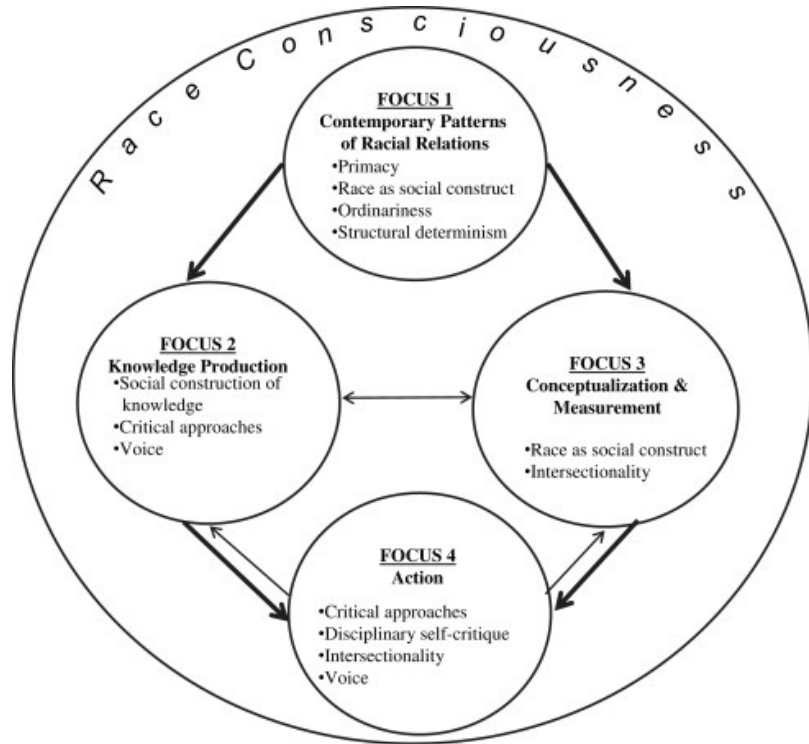 Race Consciousness
FOCUS 1
Contemporary Patterns
of Racial Relations
•Primacy
•Race as social construct
•Ordinariness
•Structural determinism
FOCUS 2
Knowledge Production
•Social construction of
knowledge
•Critical approaches
•Voice
FOCUS 3
Conceptualization &
Measurement
•Race as social construct
•Intersectionality
FOCUS 4
Action
•Critical approaches
•Disciplinary self-critique
•Intersectionality
•Voice